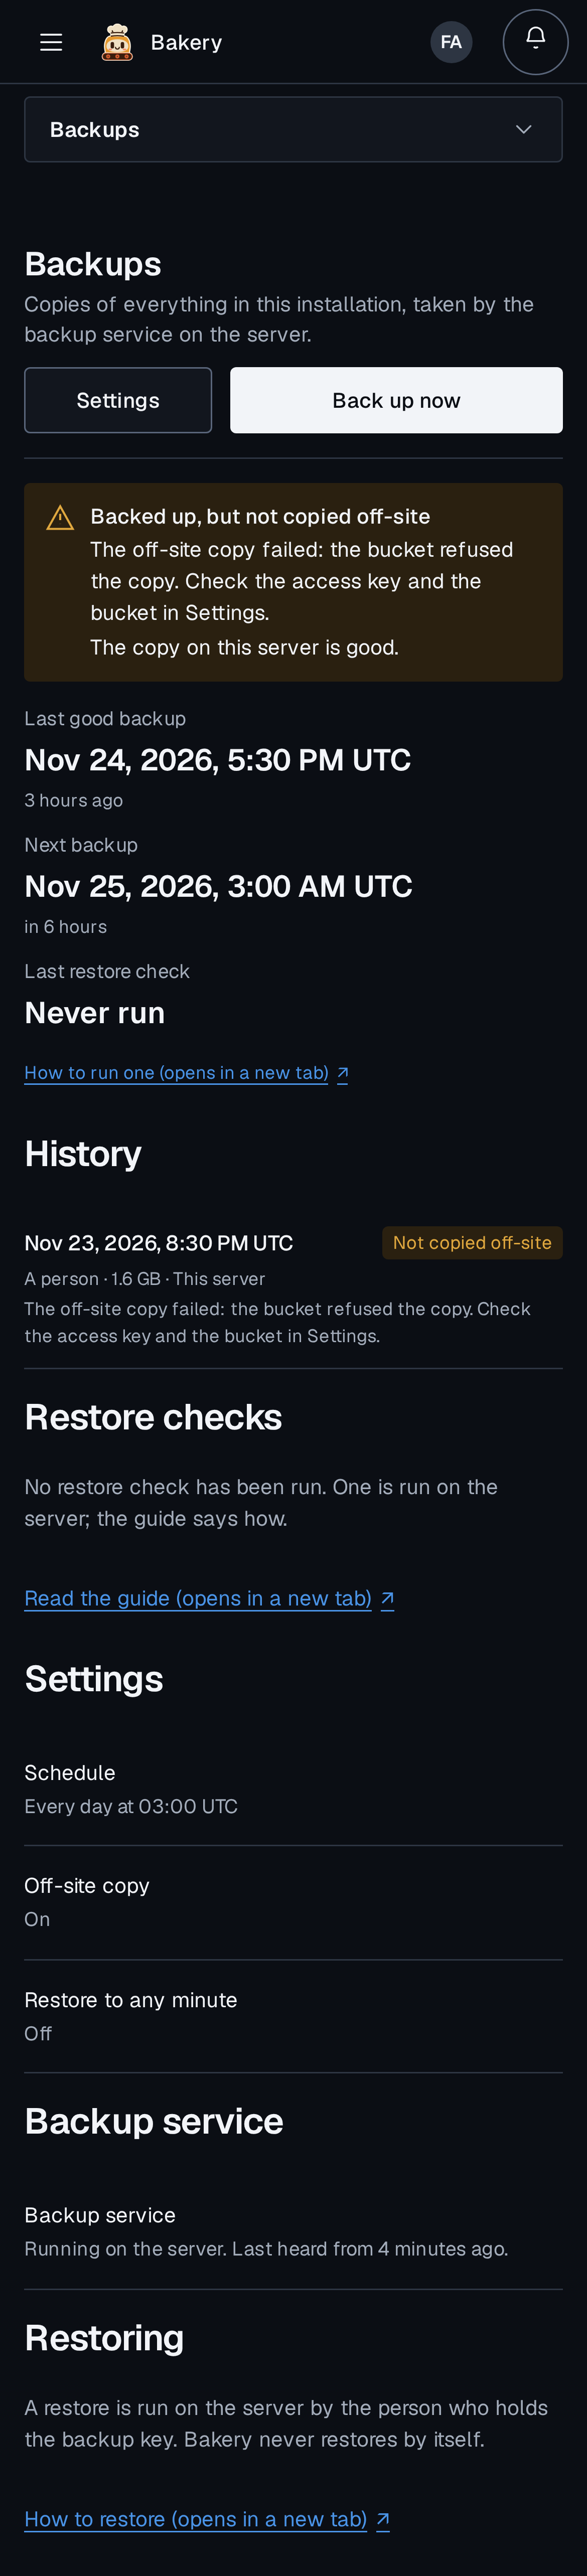 Bakery
FA
Backups
Backups
Copies of everything in this installation, taken by the
backup service on the server.
Settings
Back up now
Backed up, but not copied off-site
The off-site copy failed: the bucket refused
the copy. Check the access key and the
bucket in Settings.
The copy on this server is good.
Last good backup
Nov 24, 2026, 5:30 PM UTC
3 hours ago
Next backup
Nov 25, 2026, 3:00 AM UTC
in 6 hours
Last restore check
Never run
How to run one (opens in a new tab)
History
Nov 23, 2026, 8:30 PM UTC
Not copied off-site
A person · 1.6 GB · This server
The off-site copy failed: the bucket refused the copy. Check
the access key and the bucket in Settings.
Restore checks
No restore check has been run. One is run on the
server; the guide says how.
Read the guide (opens in a new tab)
Settings
Schedule
Every day at 03:00 UTC
Off-site copy
On
Restore to any minute
Off
Backup service
Backup service
Running on the server. Last heard from 4 minutes ago.
Restoring
A restore is run on the server by the person who holds
the backup key. Bakery never restores by itself.
How to restore (opens in a new tab)